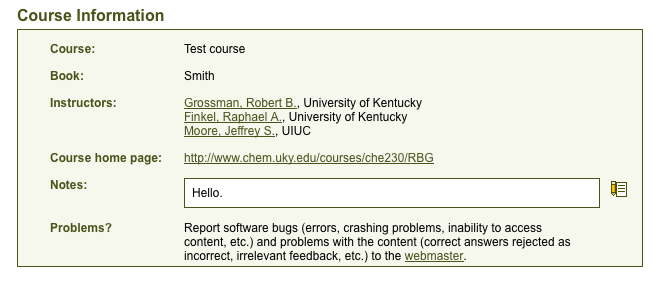 Course Information
Course: Test course
Book: Smith
Instructors: Grossman, Robert B., University of Kentucky
Finkel, Raphael A., University of Kentucky
Moore, Jeffrey S., UIUC
Course home page: http://www.chem.uky.edu/courses/che230/RBG
Notes: Hello.
Problems? Report software bugs (errors, crashing problems, inability to access
content, etc.) and problems with the content (correct answers rejected as
incorrect, irrelevant feedback, etc.) to the webmaster.